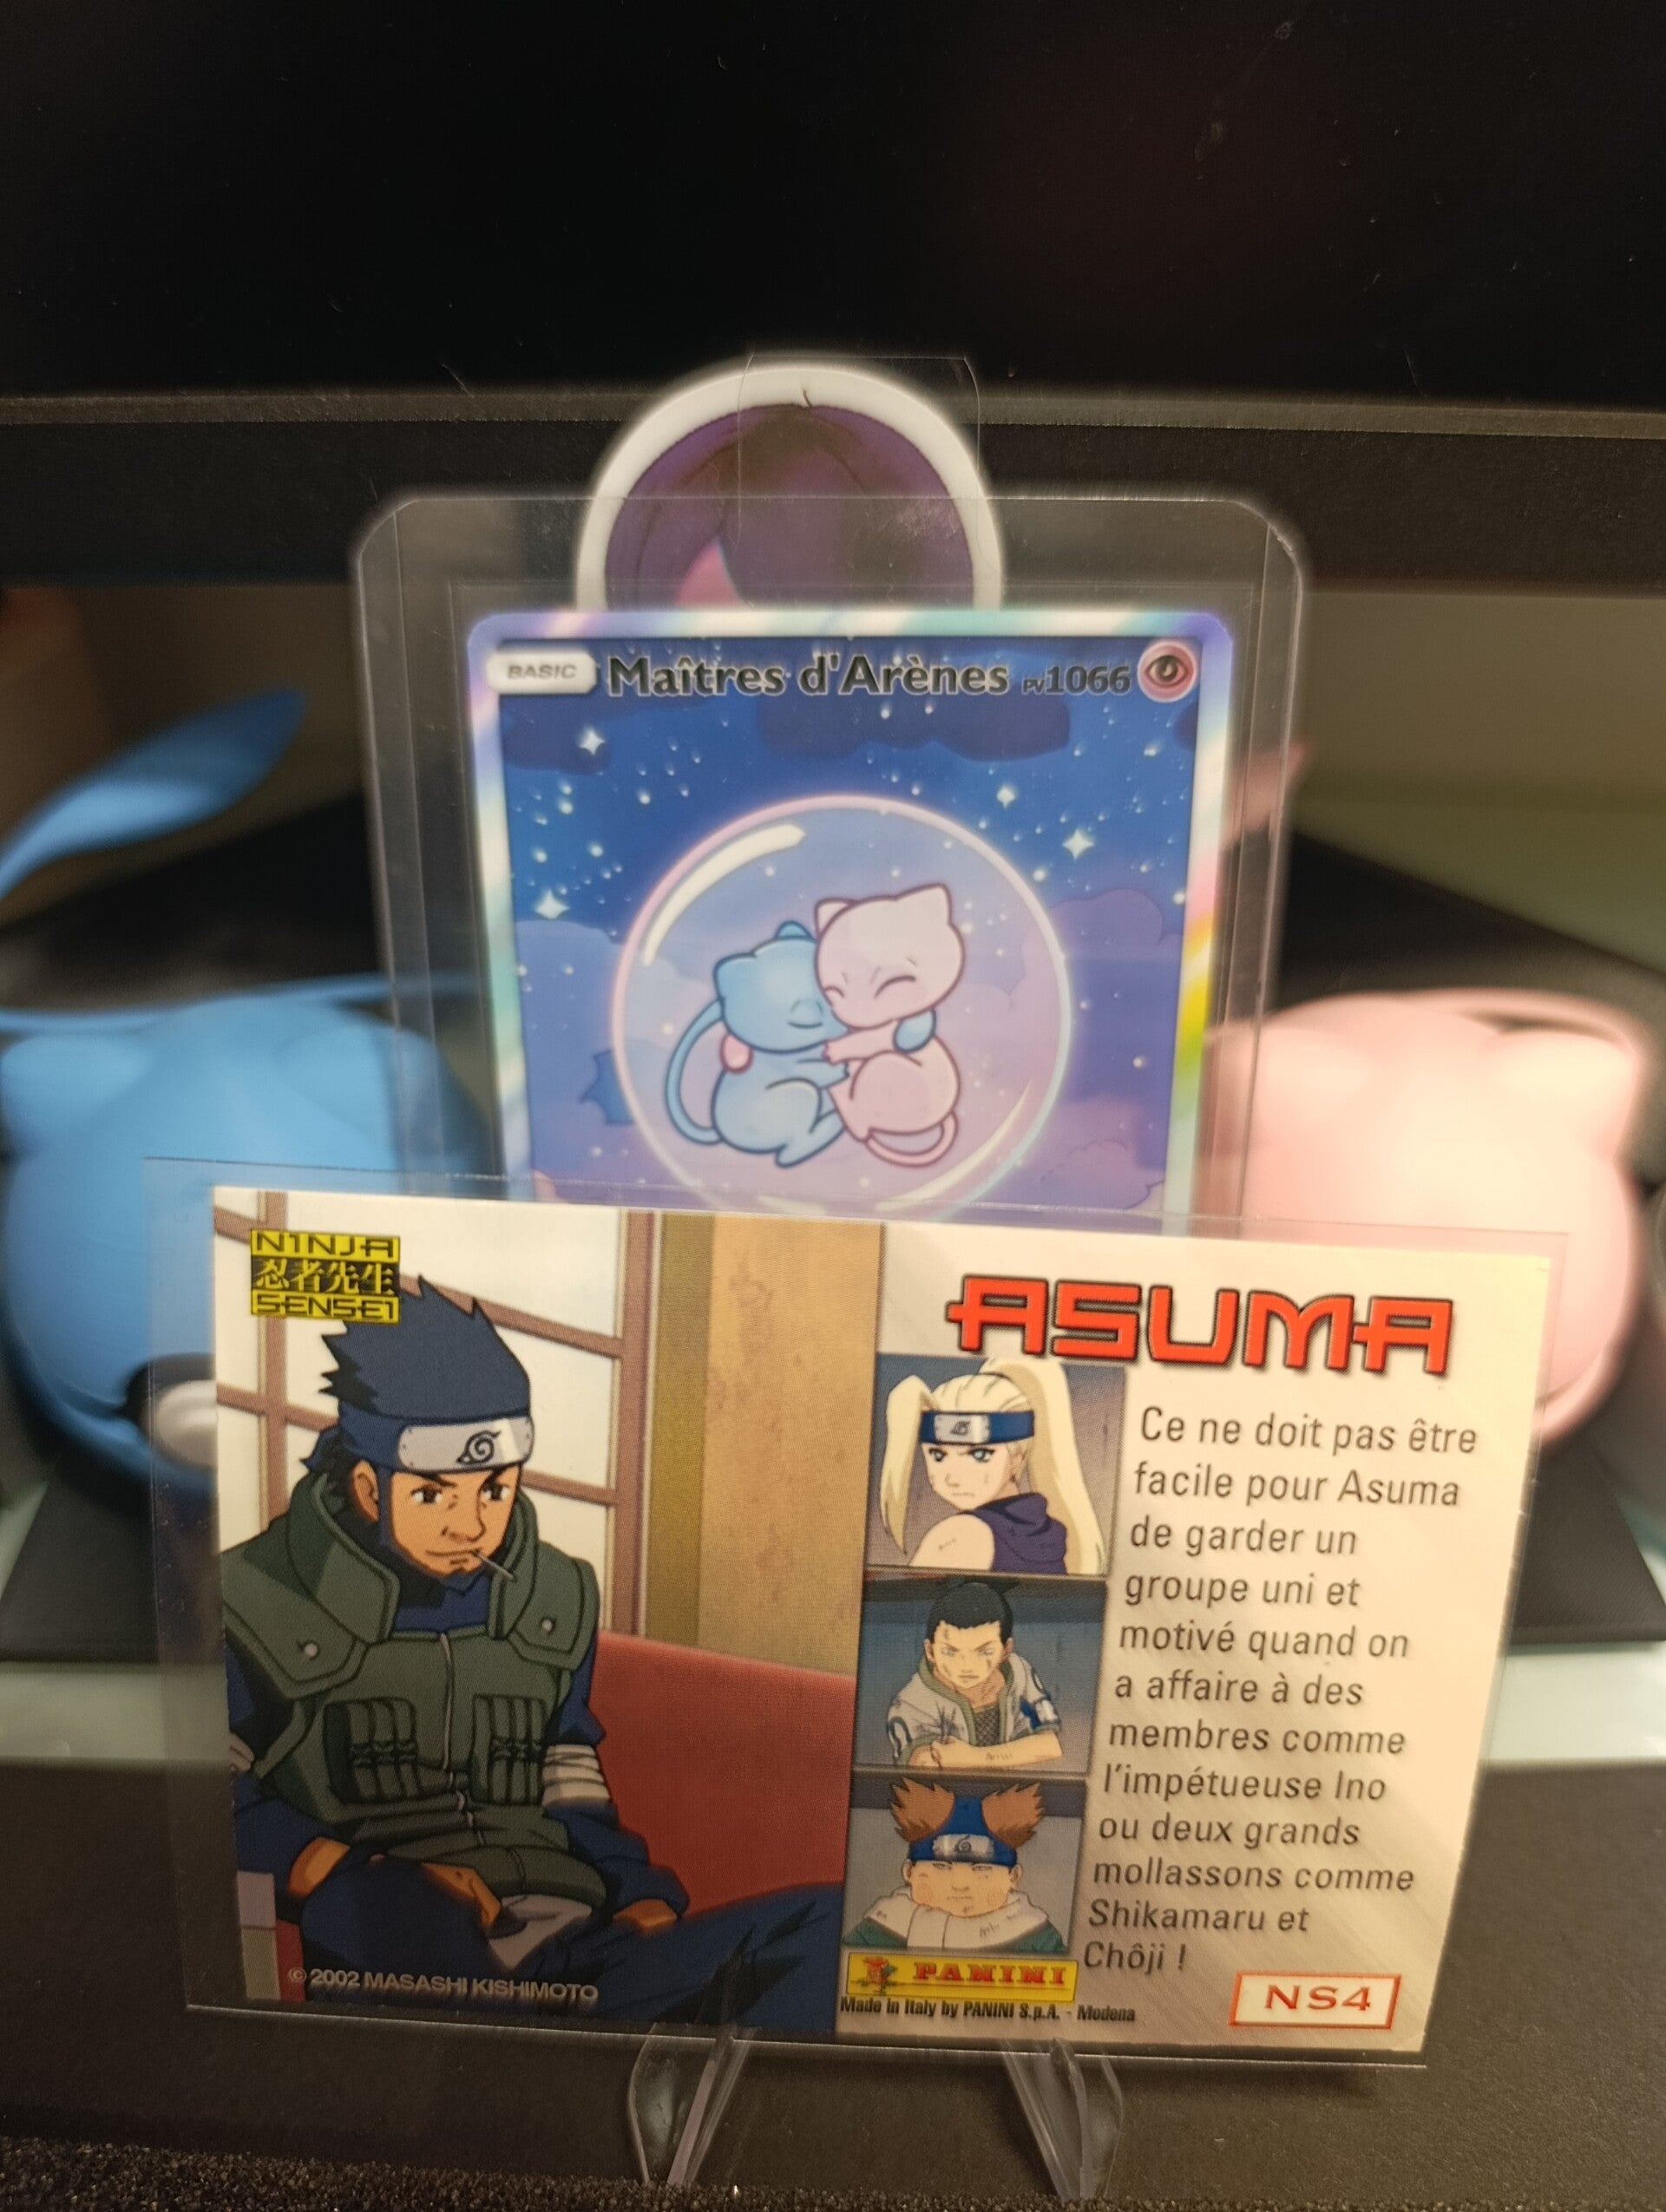 BASIC Maîtres d'Arènes PV1066
NINJA
忍者先生
SENSEI
ASUMA
Ce ne doit pas être
facile pour Asuma
de garder un
groupe uni et
motivé quand on
a affaire à des
membres comme
l'impétueuse Ino
ou deux grands
mollassons comme
Shikamaru et
Chôji !
© 2002 MASASHI KISHIMOTO
PANINI
Made in Italy by PANINI S.p.A. - Modena
NS4